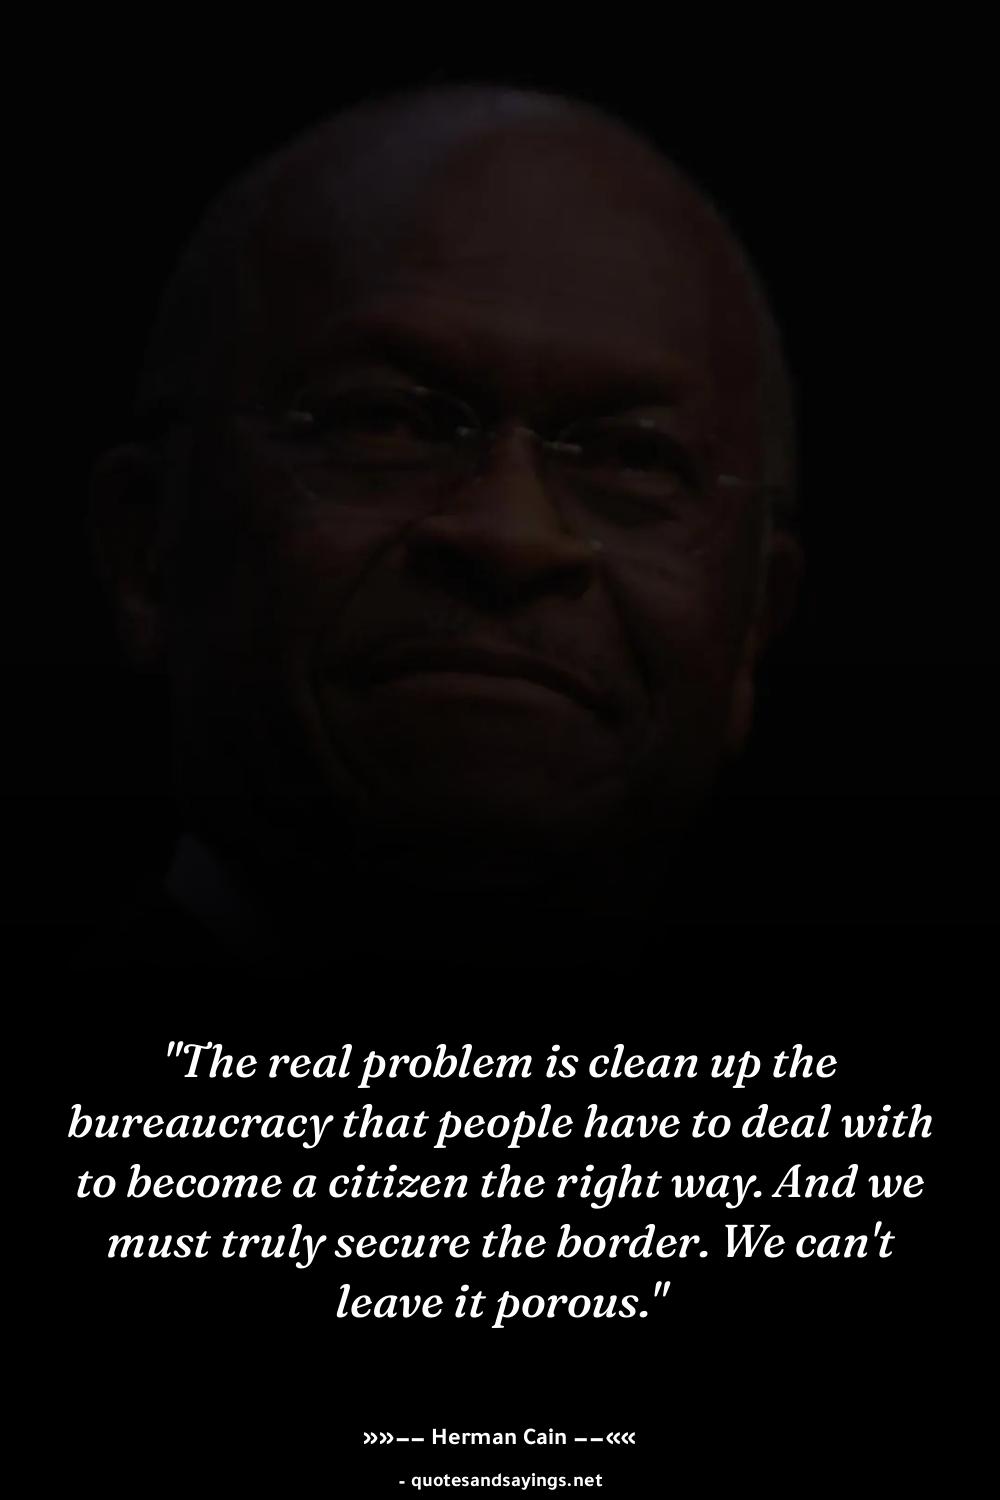 "The real problem is clean up the
bureaucracy that people have to deal with
to become a citizen the right way. And we
must truly secure the border. We can't
leave it porous."
»»–– Herman Cain ––««
- quotesandsayings.net